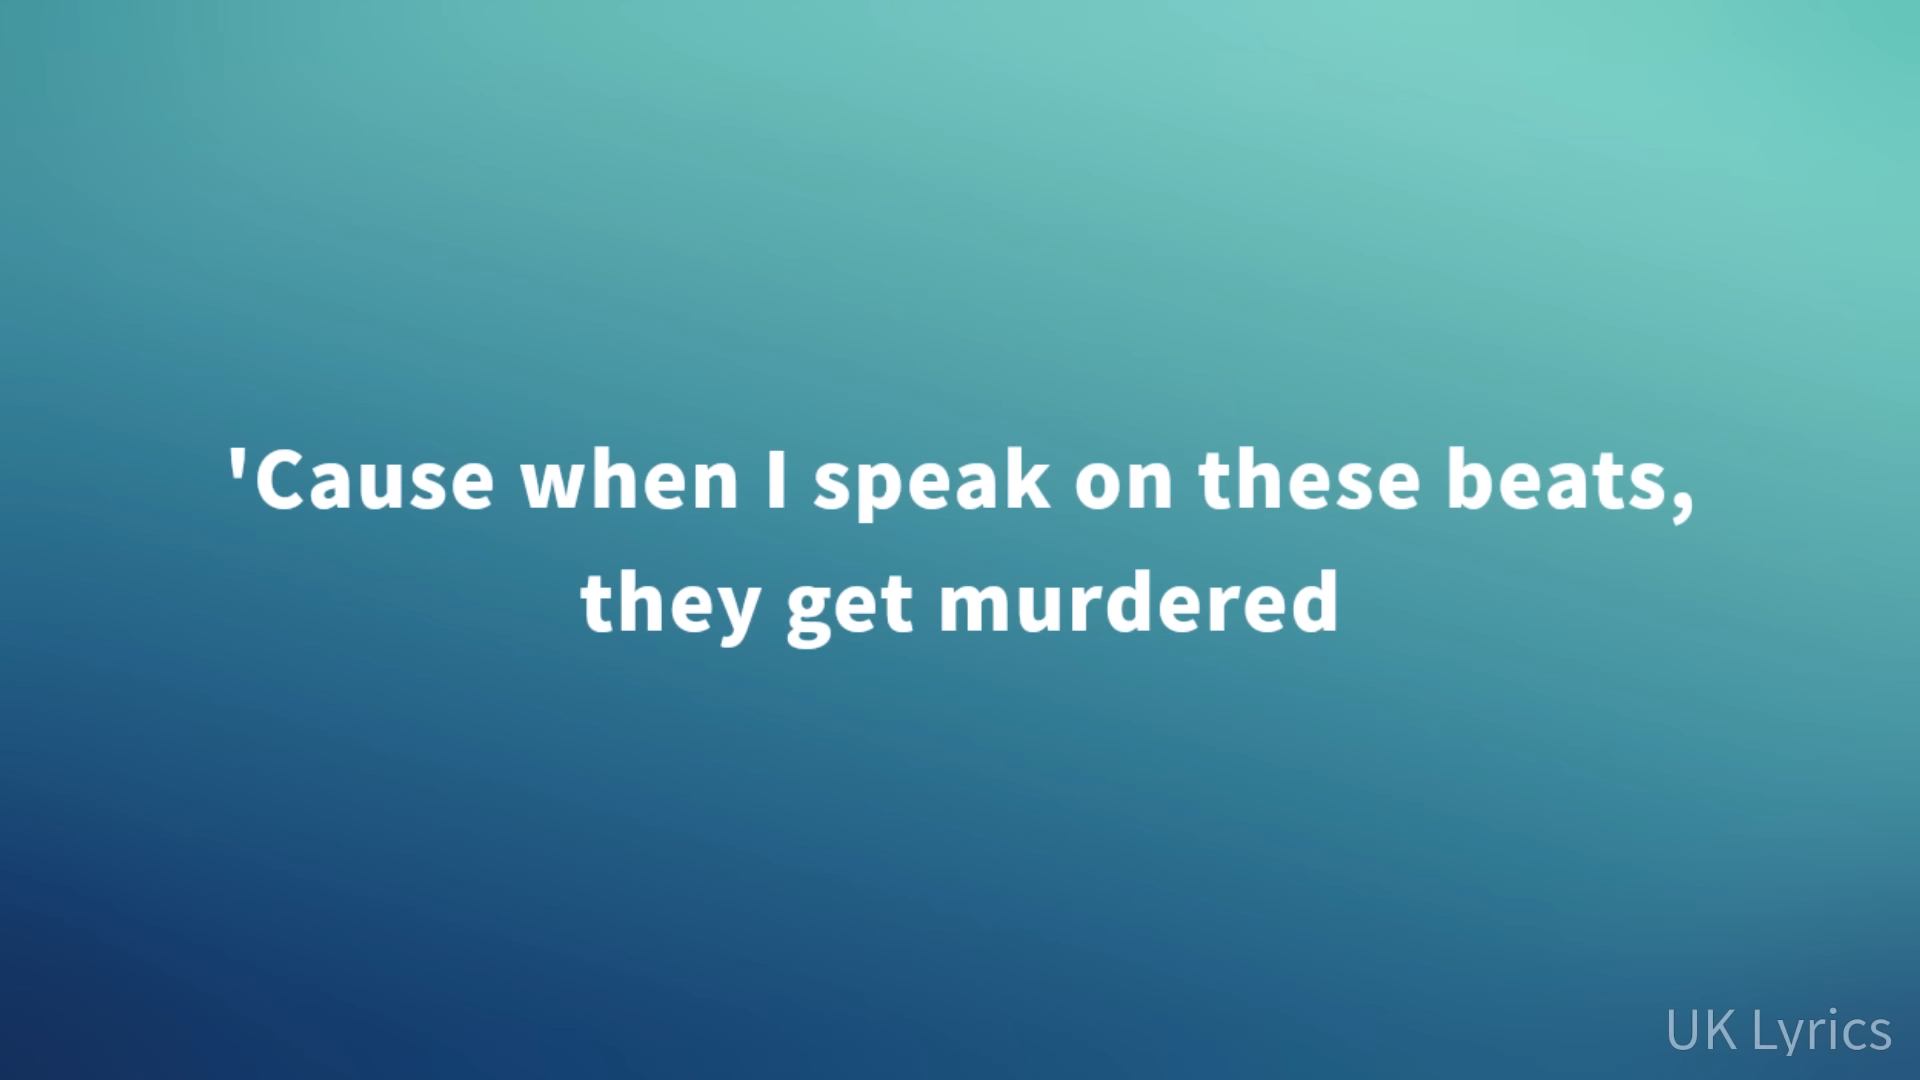 'Cause when I speak on these beats,
they get murdered
UK Lyrics